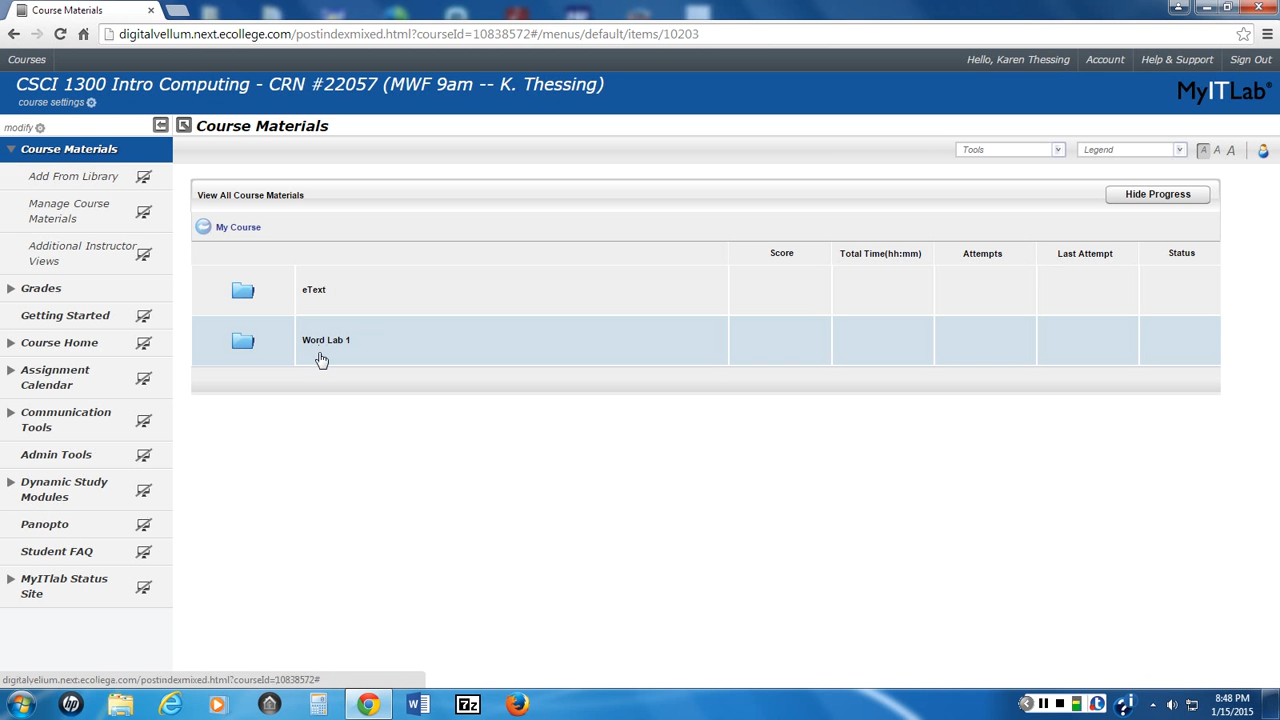 Course Materials
digitalvellum.next.ecollege.com/postindexmixed.html?courseId=10838572#/menus/default/items/10203
Courses
Hello, Karen Thessing
Account
Help & Support
Sign Out
CSCI 1300 Intro Computing - CRN #22057 (MWF 9am -- K. Thessing)
course settings
MyITLab®
modify
Course Materials
Course Materials
Add From Library
Manage Course
Materials
Additional Instructor
Views
Grades
Getting Started
Course Home
Assignment
Calendar
Communication
Tools
Admin Tools
Dynamic Study
Modules
Panopto
Student FAQ
MyITlab Status
Site
Tools
Legend
A A A
View All Course Materials
Hide Progress
My Course
Score
Total Time(hh:mm)
Attempts
Last Attempt
Status
eText
Word Lab 1
digitalvellum.next.ecollege.com/postindexmixed.html?courseId=10838572#
hp
W
7z
8:48 PM
1/15/2015